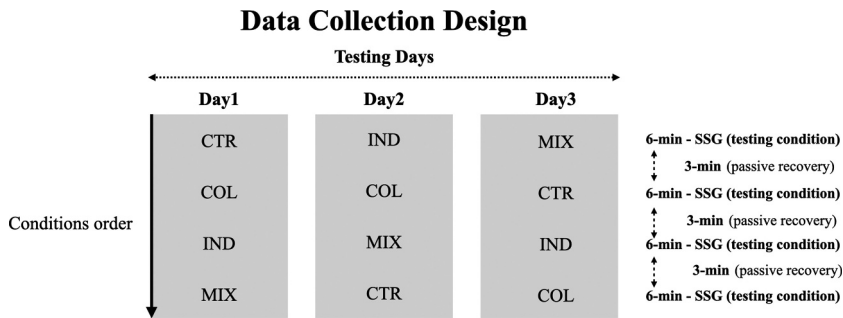 Data Collection Design
Testing Days
Day1 Day2 Day3
CTR IND MIX 6-min - SSG (testing condition)
3-min (passive recovery)
COL COL CTR 6-min - SSG (testing condition)
3-min (passive recovery)
Conditions order
IND MIX IND 6-min - SSG (testing condition)
3-min (passive recovery)
MIX CTR COL 6-min - SSG (testing condition)